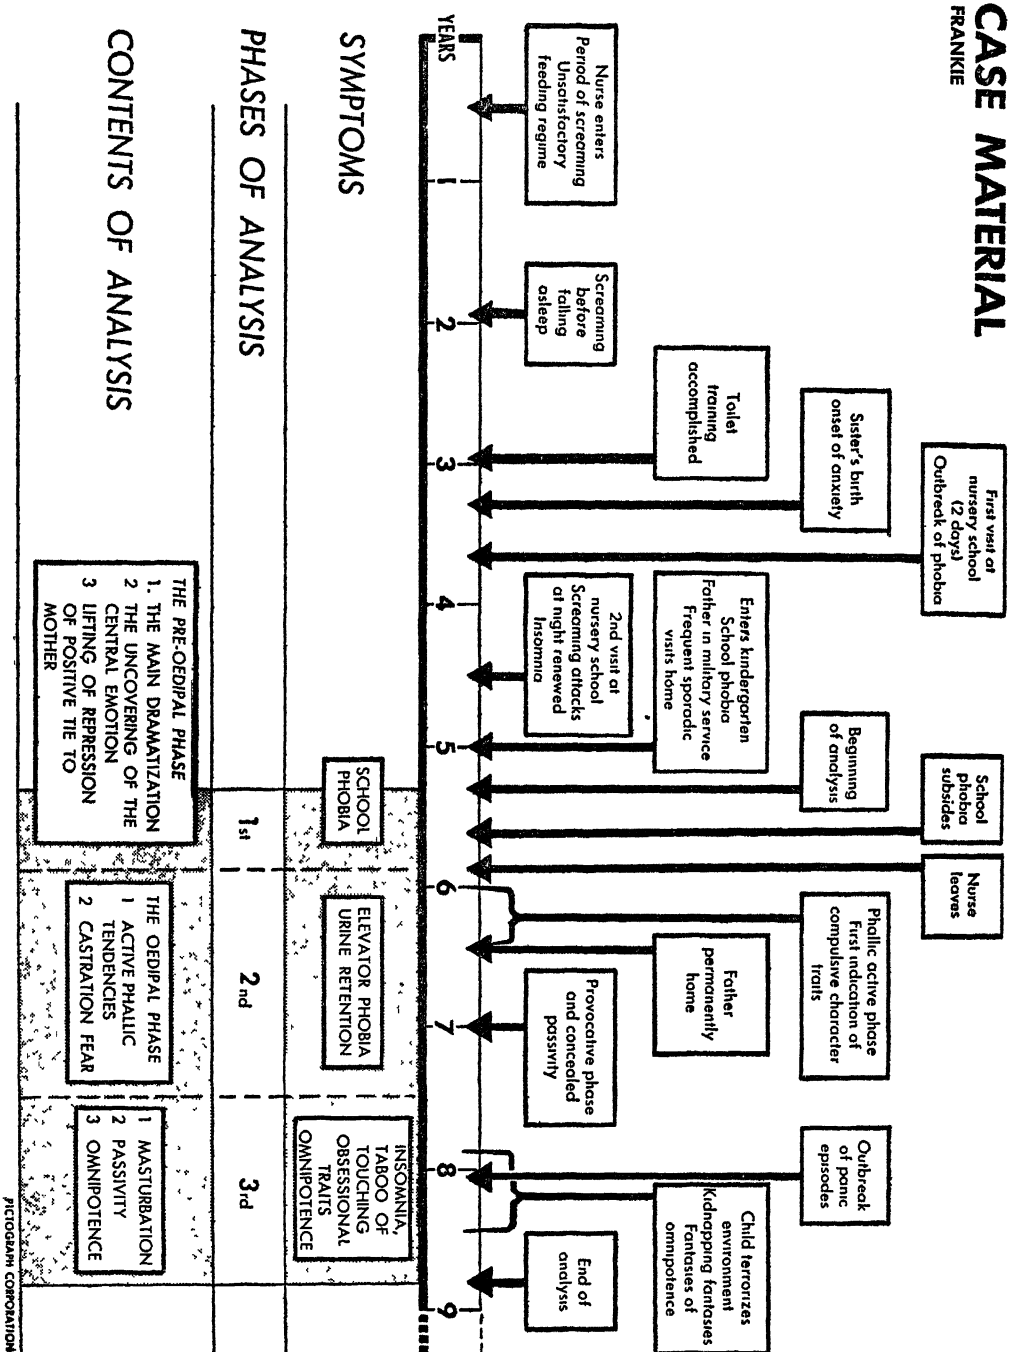 CASE MATERIAL
FRANKIE
First visit at
nursery school
(2 days)
Outbreak of phobia
School
phobia
subsides
Nurse
leaves
Sister's birth
onset of anxiety
Beginning
of analysis
Phallic active phase
First indication of
compulsive character
traits
Outbreak
of panic
episodes
Toilet
training
accomplished
Enters kindergarten
School phobia
Father in military service
Frequent sporadic
visits home
Father
permanently
home
Child terrorizes
environment
Kidnapping fantasies
Fantasies of
omnipotence
Nurse enters
Period of screaming
Unsatisfactory
feeding regime
Screaming
before
falling
asleep
2nd visit at
nursery school
Screaming attacks
at night renewed
Insomnia
Provocative phase
and concealed
passivity
End of
analysis
YEARS 1 2 3 4 5 6 7 8 9
SYMPTOMS
SCHOOL
PHOBIA
ELEVATOR PHOBIA
URINE RETENTION
INSOMNIA,
TABOO OF
TOUCHING
OBSESSIONAL
TRAITS
OMNIPOTENCE
PHASES OF ANALYSIS
1st
2nd
3rd
CONTENTS OF ANALYSIS
THE PRE-OEDIPAL PHASE
1. THE MAIN DRAMATIZATION
2 THE UNCOVERING OF THE
CENTRAL EMOTION
3 LIFTING OF REPRESSION
OF POSITIVE TIE TO
MOTHER
THE OEDIPAL PHASE
1 ACTIVE PHALLIC
TENDENCIES
2 CASTRATION FEAR
1 MASTURBATION
2 PASSIVITY
3 OMNIPOTENCE
PICTOGRAPH CORPORATION